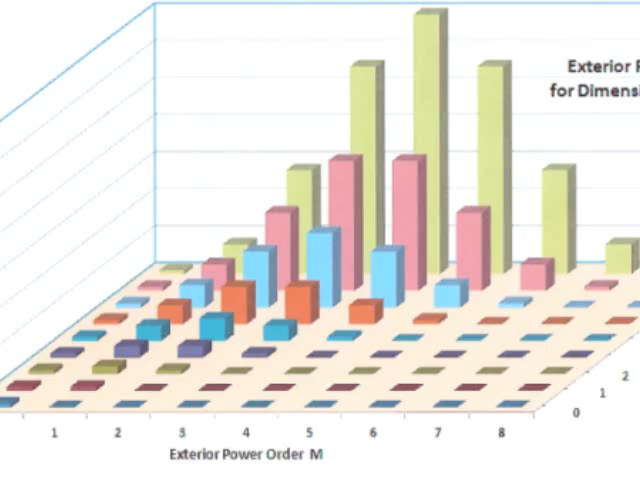 Exterior P
for Dimensi
2
1
0
1 2 3 4 5 6 7 8
Exterior Power Order M